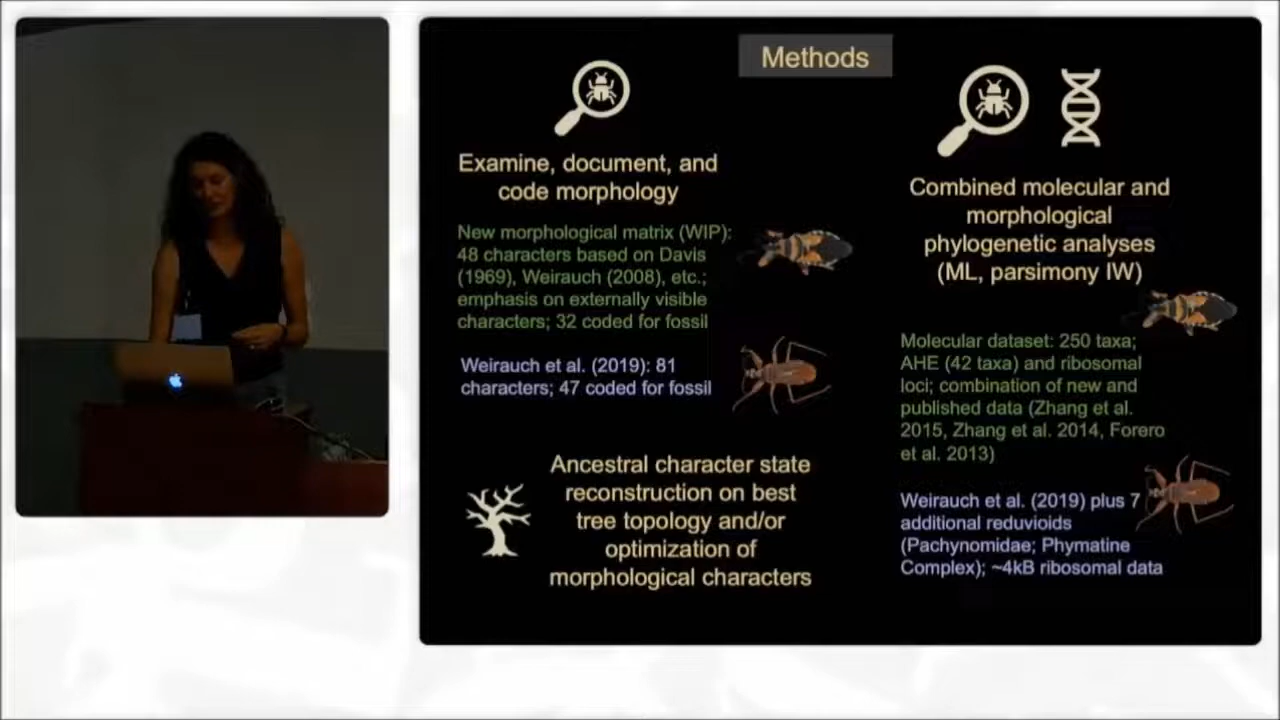 Methods
Examine, document, and
code morphology
New morphological matrix (WIP):
48 characters based on Davis
(1969), Weirauch (2008), etc.;
emphasis on externally visible
characters; 32 coded for fossil
Weirauch et al. (2019): 81
characters; 47 coded for fossil
Ancestral character state
reconstruction on best
tree topology and/or
optimization of
morphological characters
Combined molecular and
morphological
phylogenetic analyses
(ML, parsimony IW)
Molecular dataset: 250 taxa;
AHE (42 taxa) and ribosomal
loci; combination of new and
published data (Zhang et al.
2015, Zhang et al. 2014, Forero
et al. 2013)
Weirauch et al. (2019) plus 7
additional reduvioids
(Pachynomidae; Phymatine
Complex); ~4kB ribosomal data